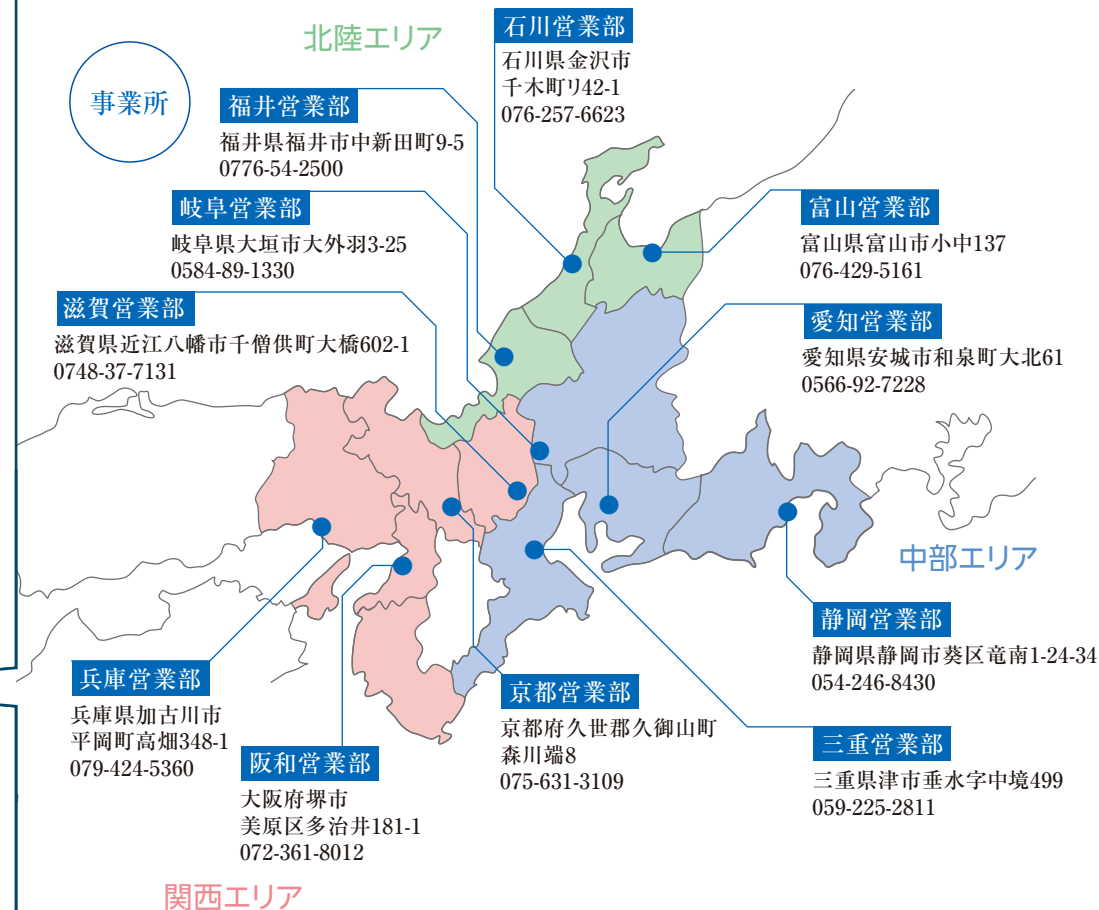 北陸エリア
事業所
石川営業部
石川県金沢市
千木町リ42-1
076-257-6623
福井営業部
福井県福井市中新田町9-5
0776-54-2500
岐阜営業部
岐阜県大垣市大外羽3-25
0584-89-1330
富山営業部
富山県富山市小中137
076-429-5161
滋賀営業部
滋賀県近江八幡市千僧供町大橋602-1
0748-37-7131
愛知営業部
愛知県安城市和泉町大北61
0566-92-7228
中部エリア
静岡営業部
静岡県静岡市葵区竜南1-24-34
054-246-8430
兵庫営業部
兵庫県加古川市
平岡町高畑348-1
079-424-5360
京都営業部
京都府久世郡久御山町
森川端8
075-631-3109
三重営業部
三重県津市垂水字中境499
059-225-2811
阪和営業部
大阪府堺市
美原区多治井181-1
072-361-8012
関西エリア